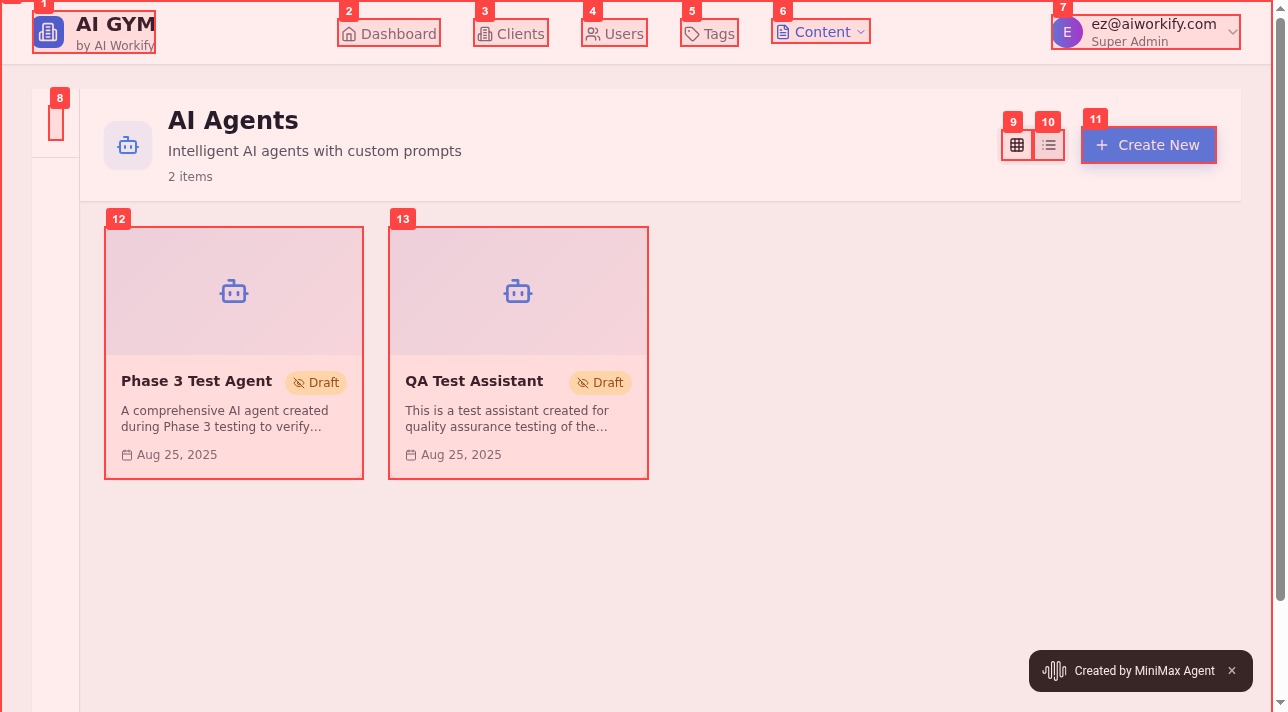 1
AI GYM
by AI Workify
2
Dashboard
3
Clients
4
Users
5
Tags
6
Content
7
E
ez@aiworkify.com
Super Admin
8
AI Agents
Intelligent AI agents with custom prompts
2 items
9
10
11
Create New
12
Phase 3 Test Agent
Draft
A comprehensive AI agent created
during Phase 3 testing to verify...
Aug 25, 2025
13
QA Test Assistant
Draft
This is a test assistant created for
quality assurance testing of the...
Aug 25, 2025
Created by MiniMax Agent